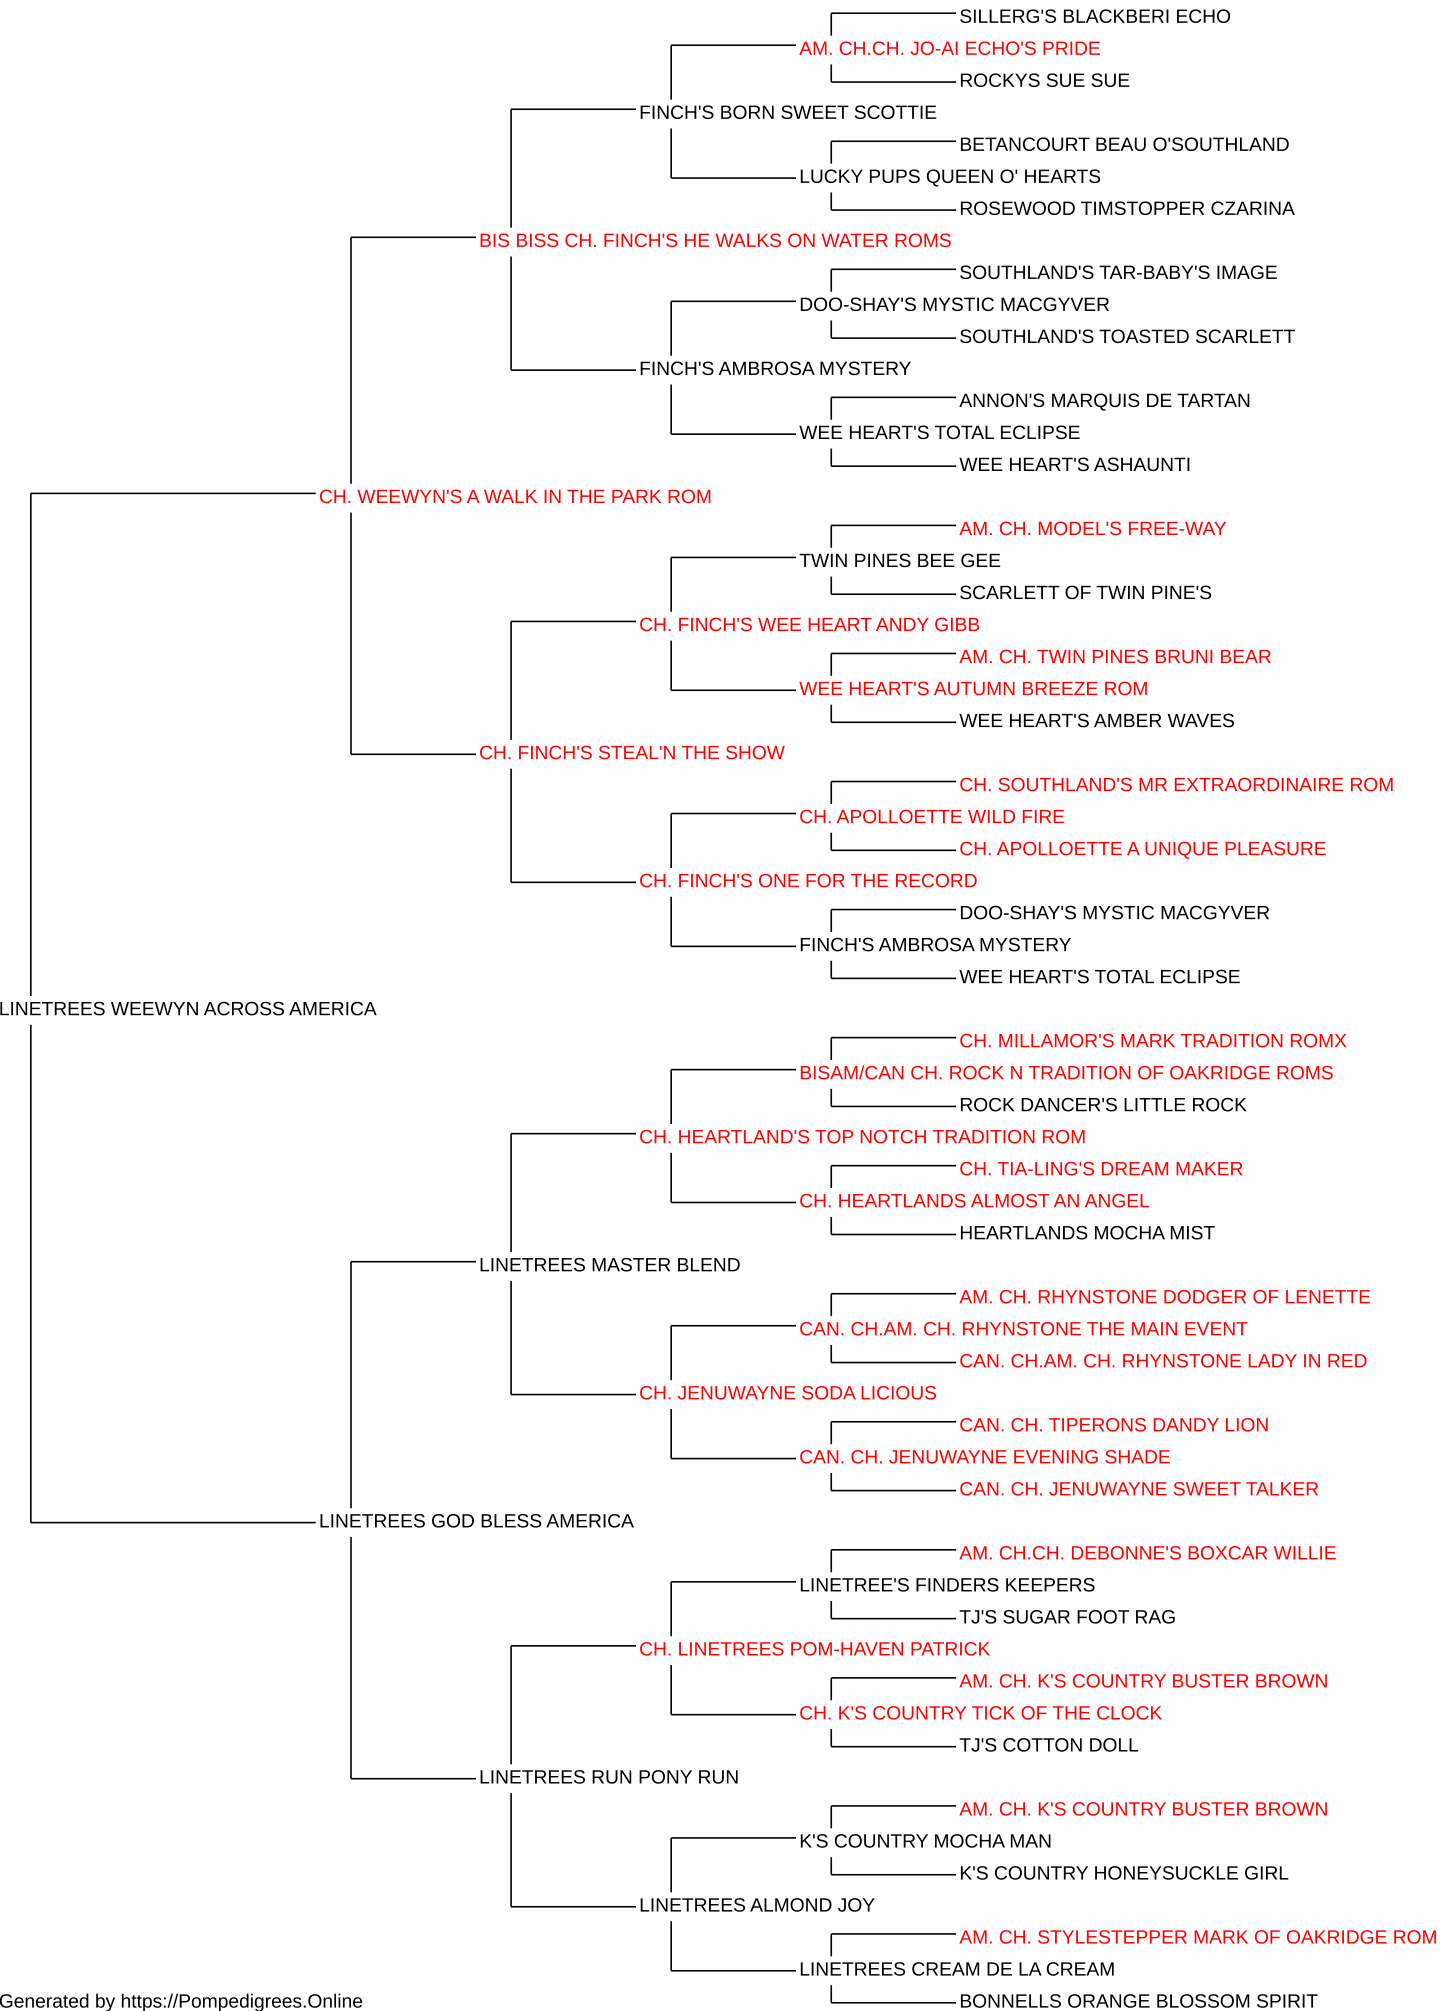 SILLERG'S BLACKBERI ECHO
AM. CH.CH. JO-AI ECHO'S PRIDE
ROCKYS SUE SUE
FINCH'S BORN SWEET SCOTTIE
BETANCOURT BEAU O'SOUTHLAND
LUCKY PUPS QUEEN O' HEARTS
ROSEWOOD TIMSTOPPER CZARINA
BIS BISS CH. FINCH'S HE WALKS ON WATER ROMS
SOUTHLAND'S TAR-BABY'S IMAGE
DOO-SHAY'S MYSTIC MACGYVER
SOUTHLAND'S TOASTED SCARLETT
FINCH'S AMBROSA MYSTERY
ANNON'S MARQUIS DE TARTAN
WEE HEART'S TOTAL ECLIPSE
WEE HEART'S ASHAUNTI
CH. WEEWYN'S A WALK IN THE PARK ROM
AM. CH. MODEL'S FREE-WAY
TWIN PINES BEE GEE
SCARLETT OF TWIN PINE'S
CH. FINCH'S WEE HEART ANDY GIBB
AM. CH. TWIN PINES BRUNI BEAR
WEE HEART'S AUTUMN BREEZE ROM
WEE HEART'S AMBER WAVES
CH. FINCH'S STEAL'N THE SHOW
CH. SOUTHLAND'S MR EXTRAORDINAIRE ROM
CH. APOLLOETTE WILD FIRE
CH. APOLLOETTE A UNIQUE PLEASURE
CH. FINCH'S ONE FOR THE RECORD
DOO-SHAY'S MYSTIC MACGYVER
FINCH'S AMBROSA MYSTERY
WEE HEART'S TOTAL ECLIPSE
LINETREES WEEWYN ACROSS AMERICA
CH. MILLAMOR'S MARK TRADITION ROMX
BISAM/CAN CH. ROCK N TRADITION OF OAKRIDGE ROMS
ROCK DANCER'S LITTLE ROCK
CH. HEARTLAND'S TOP NOTCH TRADITION ROM
CH. TIA-LING'S DREAM MAKER
CH. HEARTLANDS ALMOST AN ANGEL
HEARTLANDS MOCHA MIST
LINETREES MASTER BLEND
AM. CH. RHYNSTONE DODGER OF LENETTE
CAN. CH.AM. CH. RHYNSTONE THE MAIN EVENT
CAN. CH.AM. CH. RHYNSTONE LADY IN RED
CH. JENUWAYNE SODA LICIOUS
CAN. CH. TIPERONS DANDY LION
CAN. CH. JENUWAYNE EVENING SHADE
CAN. CH. JENUWAYNE SWEET TALKER
LINETREES GOD BLESS AMERICA
AM. CH.CH. DEBONNE'S BOXCAR WILLIE
LINETREE'S FINDERS KEEPERS
TJ'S SUGAR FOOT RAG
CH. LINETREES POM-HAVEN PATRICK
AM. CH. K'S COUNTRY BUSTER BROWN
CH. K'S COUNTRY TICK OF THE CLOCK
TJ'S COTTON DOLL
LINETREES RUN PONY RUN
AM. CH. K'S COUNTRY BUSTER BROWN
K'S COUNTRY MOCHA MAN
K'S COUNTRY HONEYSUCKLE GIRL
LINETREES ALMOND JOY
AM. CH. STYLESTEPPER MARK OF OAKRIDGE ROM
LINETREES CREAM DE LA CREAM
BONNELLS ORANGE BLOSSOM SPIRIT
Generated by https://Pompedigrees.Online